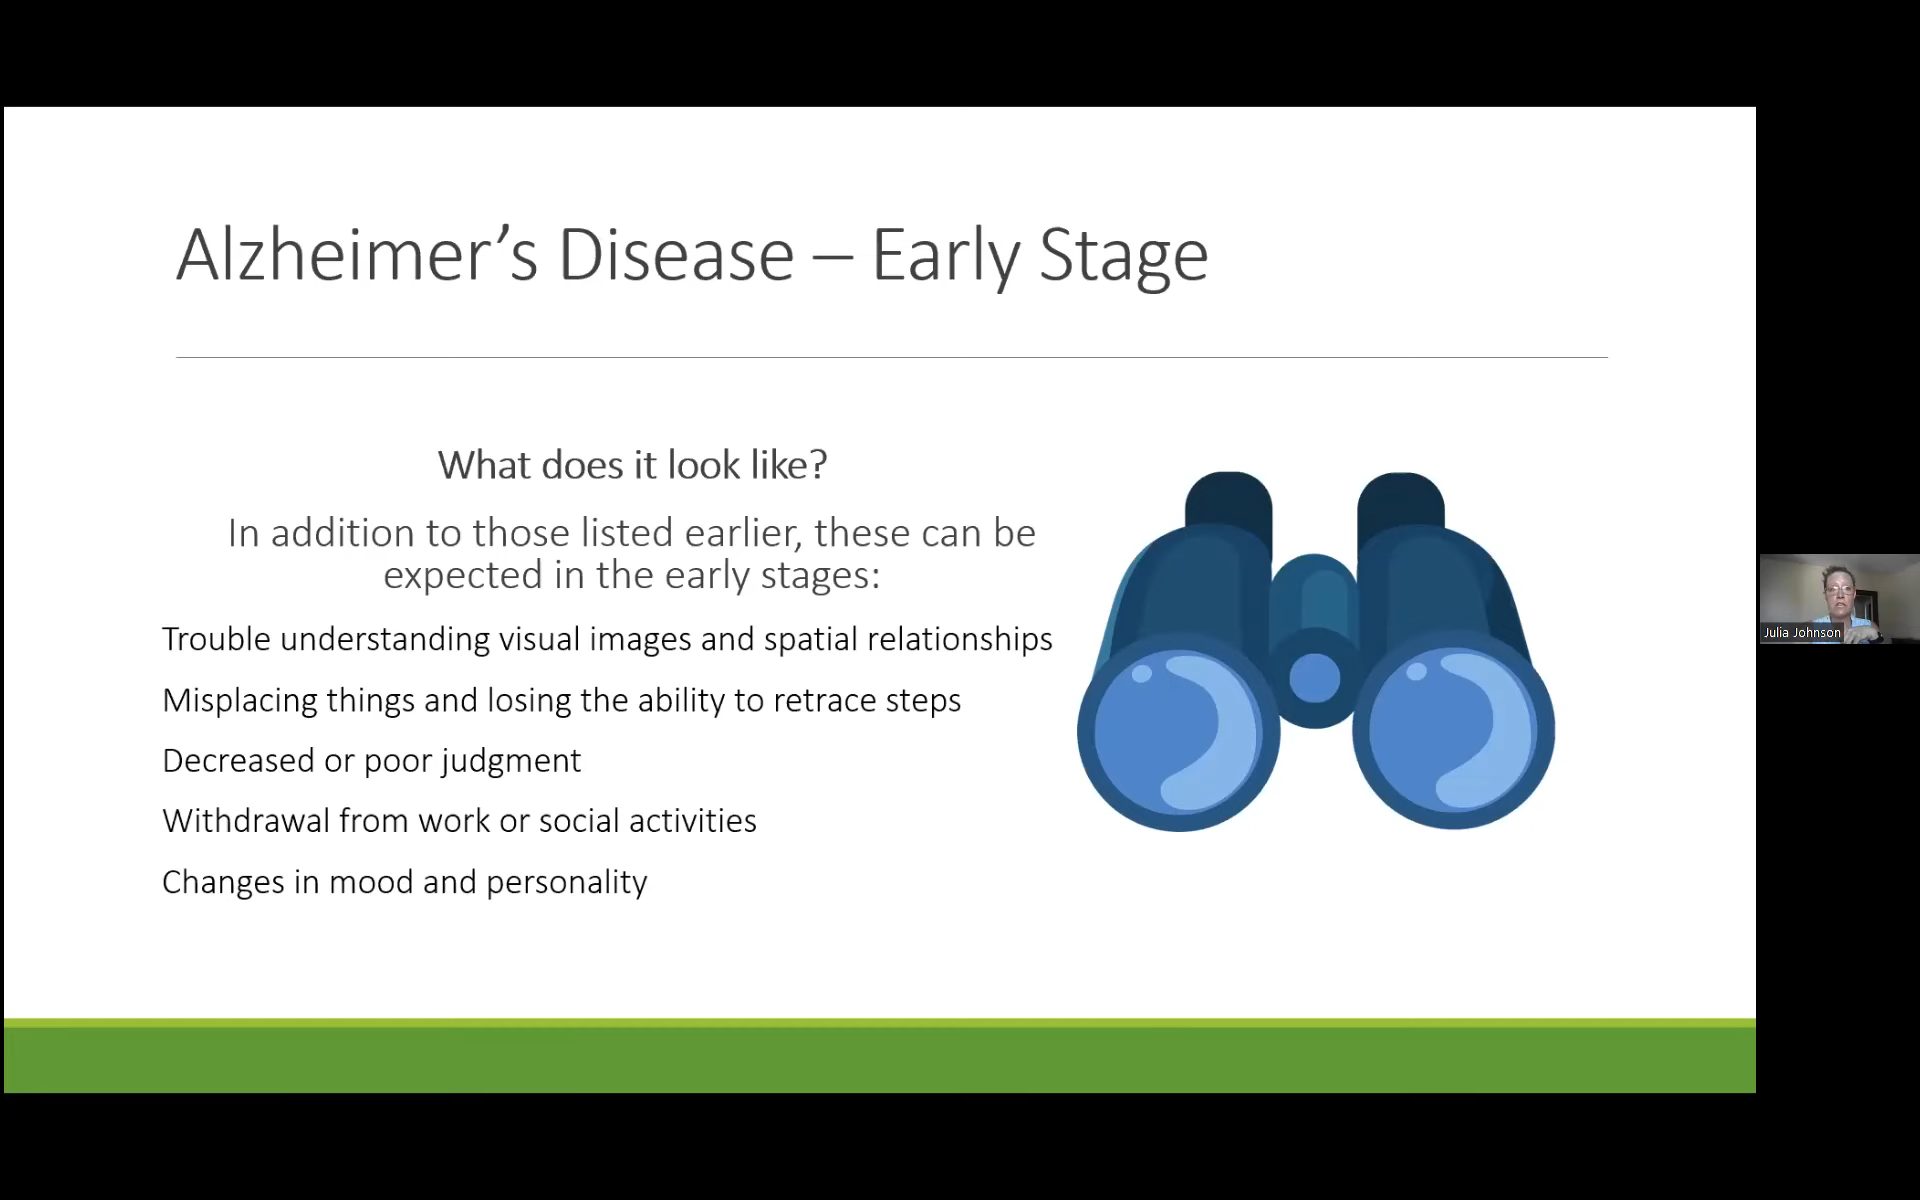 Alzheimer’s Disease – Early Stage
What does it look like?
In addition to those listed earlier, these can be
expected in the early stages:
Trouble understanding visual images and spatial relationships
Misplacing things and losing the ability to retrace steps
Decreased or poor judgment
Withdrawal from work or social activities
Changes in mood and personality
Julia Johnson